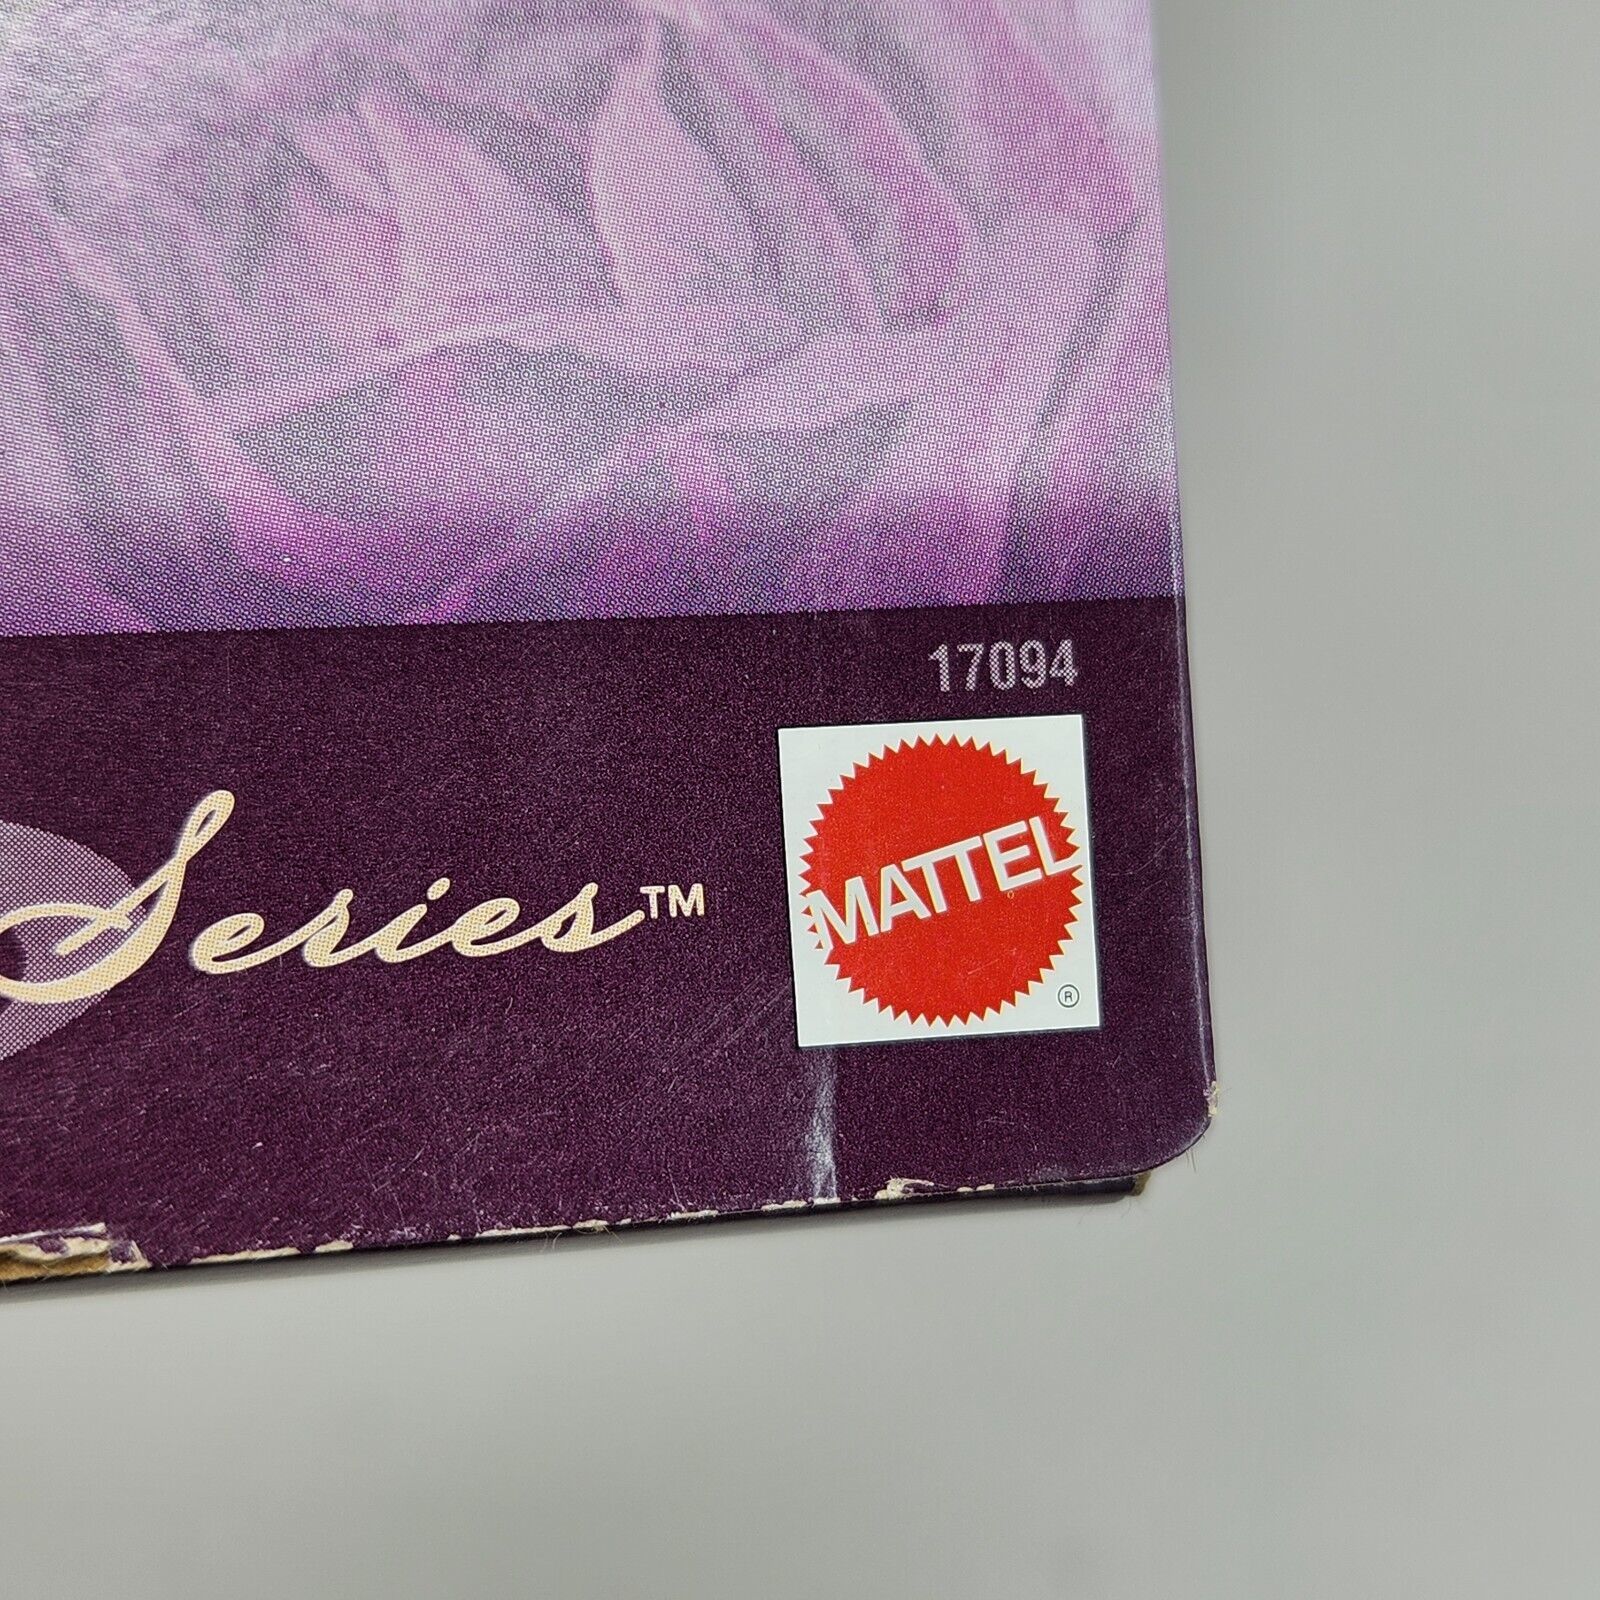 17094
Series™
MATTEL
®